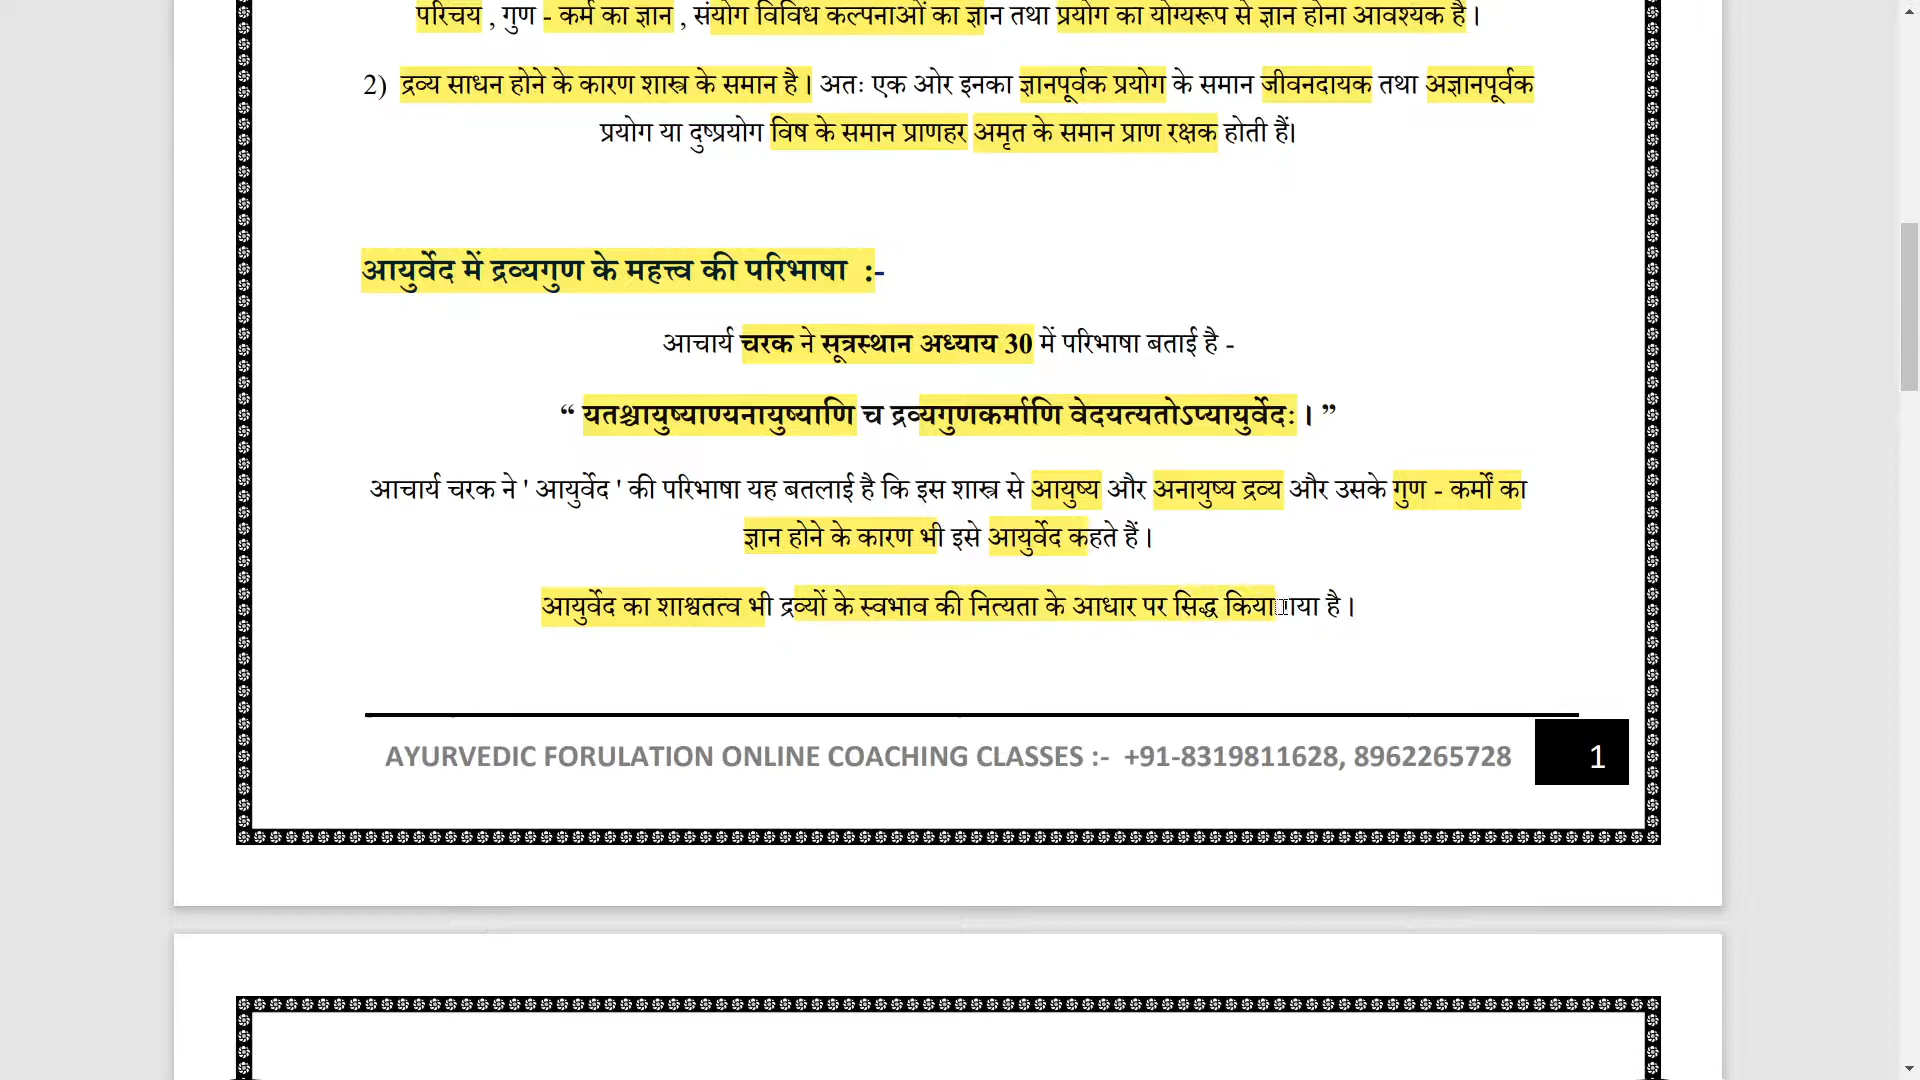 परिचय , गुण - कर्म का ज्ञान , संयोग विविध कल्पनाओं का ज्ञान तथा प्रयोग का योग्यरूप से ज्ञान होना आवश्यक है।
2) द्रव्य साधन होने के कारण शास्त्र के समान है। अतः एक ओर इनका ज्ञानपूर्वक प्रयोग के समान जीवनदायक तथा अज्ञानपूर्वक
प्रयोग या दुष्प्रयोग विष के समान प्राणहर अमृत के समान प्राण रक्षक होती हैं।
आयुर्वेद में द्रव्यगुण के महत्त्व की परिभाषा :-
आचार्य चरक ने सूत्रस्थान अध्याय 30 में परिभाषा बताई है -
“ यतश्चायुष्याण्यनायुष्याणि च द्रव्यगुणकर्माणि वेदयत्यतोऽप्यायुर्वेदः। ”
आचार्य चरक ने ' आयुर्वेद ' की परिभाषा यह बतलाई है कि इस शास्त्र से आयुष्य और अनायुष्य द्रव्य और उसके गुण - कर्मों का
ज्ञान होने के कारण भी इसे आयुर्वेद कहते हैं।
आयुर्वेद का शाश्वतत्व भी द्रव्यों के स्वभाव की नित्यता के आधार पर सिद्ध किया गया है।
AYURVEDIC FORULATION ONLINE COACHING CLASSES :- +91-8319811628, 8962265728 1